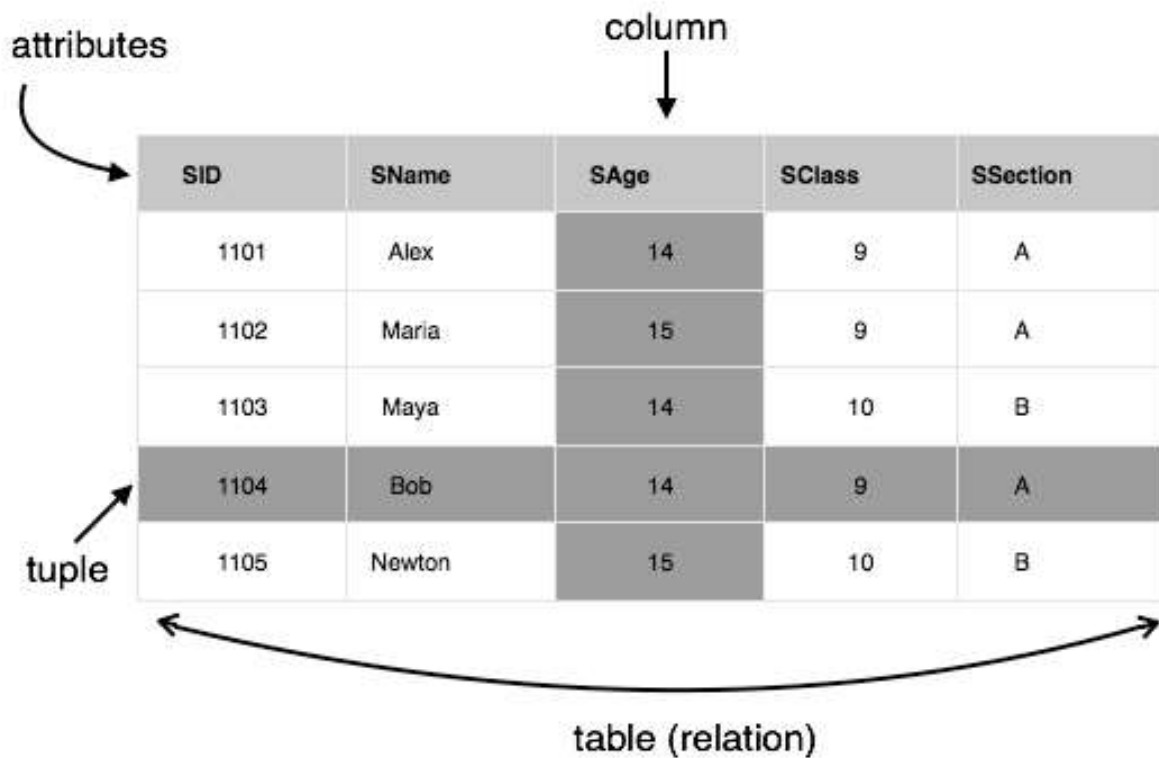 column
attributes
SID SName SAge SClass SSection
1101 Alex 14 9 A
1102 Maria 15 9 A
1103 Maya 14 10 B
1104 Bob 14 9 A
tuple
1105 Newton 15 10 B
table (relation)